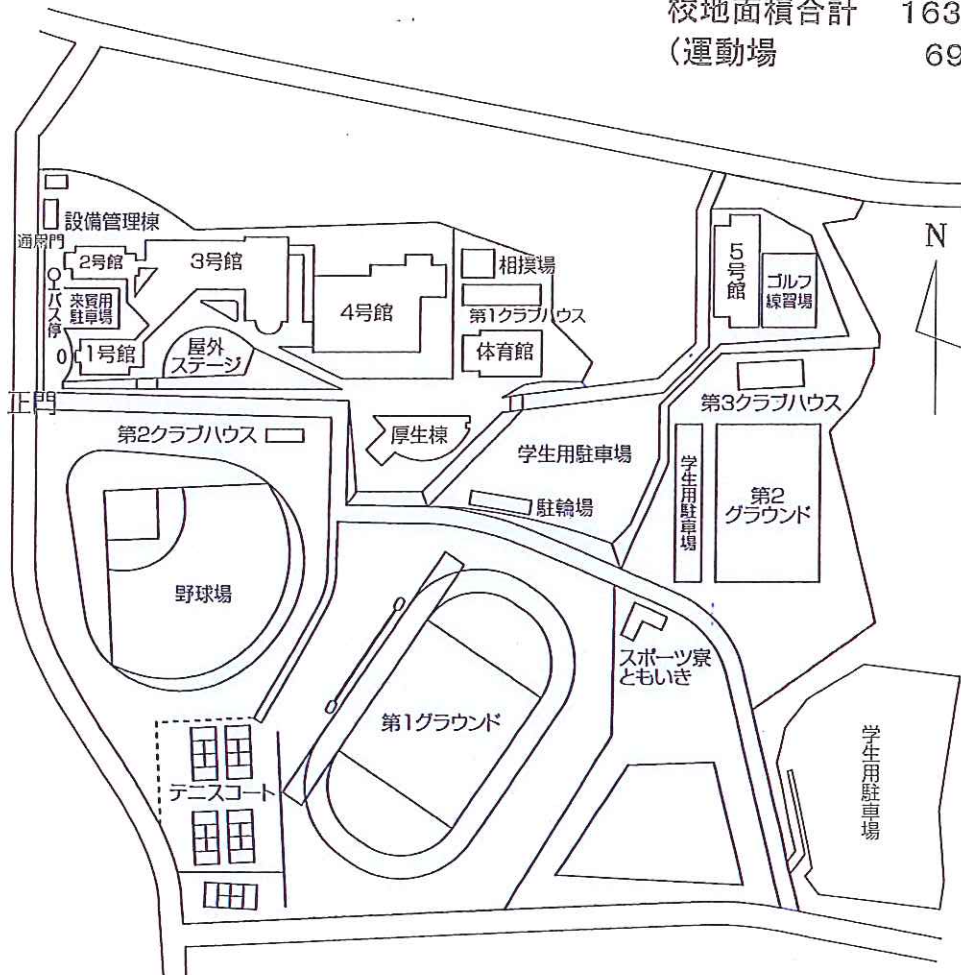 校地面積合計 163
(運動場 69
N
設備管理棟
通用門
2号館
3号館
バス停
来賓用
駐車場
1号館
屋外
ステージ
4号館
相撲場
第1クラブハウス
体育館
5号館
ゴルフ
練習場
正門
第2クラブハウス
厚生棟
学生用駐車場
駐輪場
第3クラブハウス
学生用駐車場
第2
グラウンド
野球場
スポーツ寮
ともいき
第1グラウンド
テニスコート
学生用駐車場